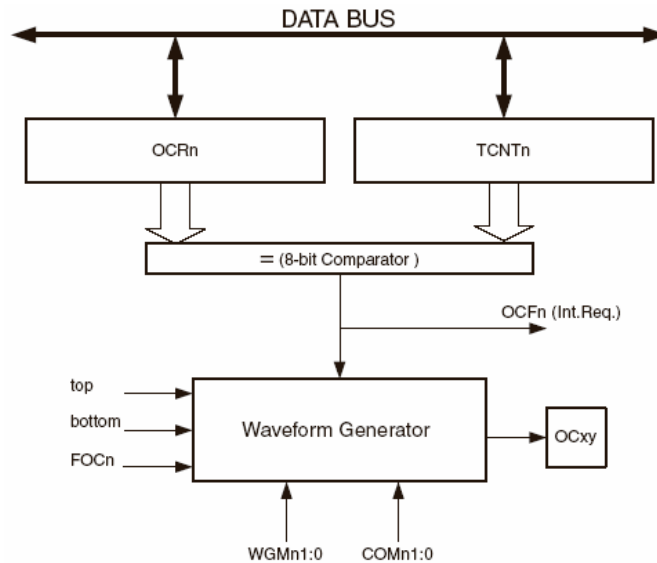 DATA BUS
OCRn
TCNTn
= (8-bit Comparator )
OCFn (Int.Req.)
top
bottom
FOCn
Waveform Generator
OCxy
WGMn1:0
COMn1:0